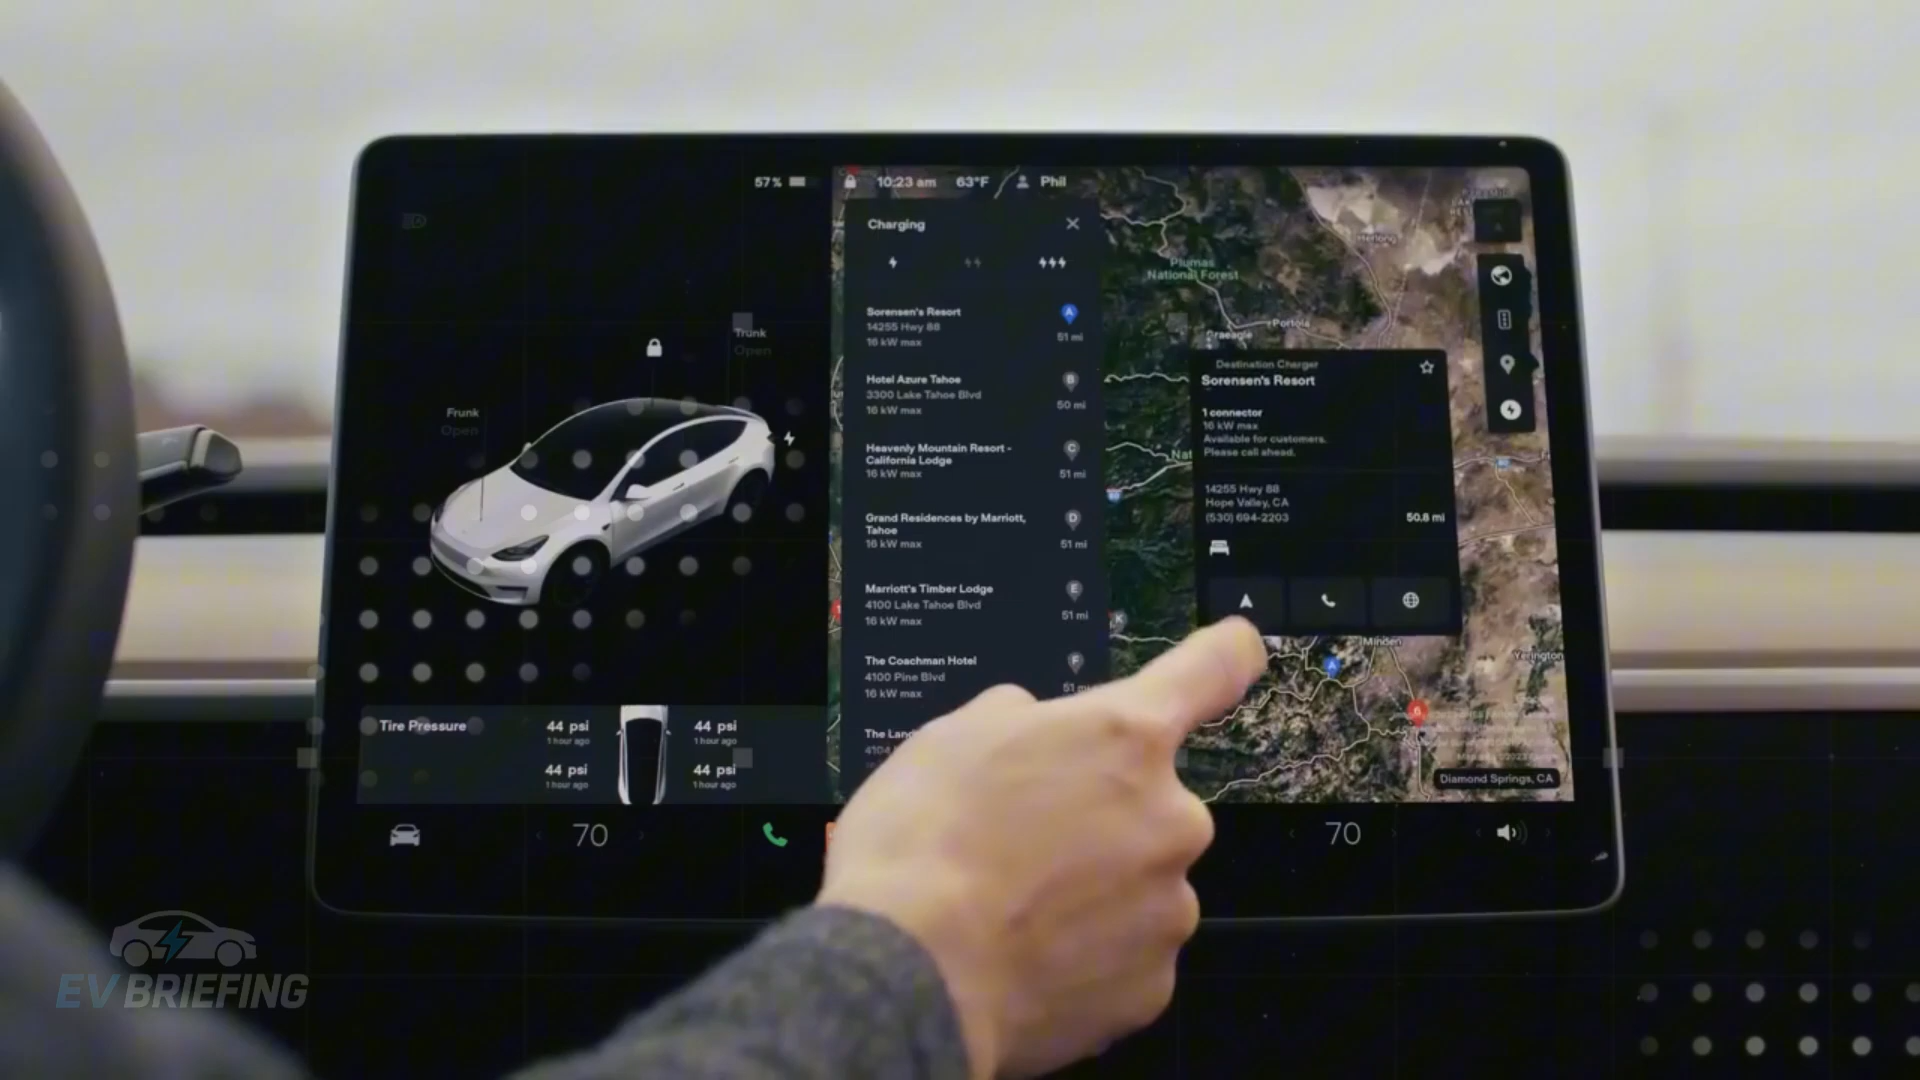 57%
10:23 am 63°F Phil
Charging
Sorensen's Resort
14255 Hwy 88
16 kW max
51 mi
A
Hotel Azure Tahoe
3300 Lake Tahoe Blvd
16 kW max
50 mi
B
Heavenly Mountain Resort -
California Lodge
16 kW max
51 mi
C
Grand Residences by Marriott,
Tahoe
16 kW max
51 mi
D
Marriott's Timber Lodge
4100 Lake Tahoe Blvd
16 kW max
51 mi
E
The Coachman Hotel
4100 Pine Blvd
16 kW max
51
F
The
Trunk
Open
Frunk
Open
Tire Pressure
44 psi
1 hour ago
44 psi
1 hour ago
44 psi
1 hour ago
44 psi
1 hour ago
70
70
Herlong
Plumas
National Forest
Portola
Graeagle
Destination Charger
Sorensen's Resort
1 connector
16 kW max
Available for customers.
Please call ahead.
14255 Hwy 88
Hope Valley, CA
(530) 694-2203
50.8 mi
80
K
Minden
A
Yerington
6
Diamond Springs, CA
EV BRIEFING